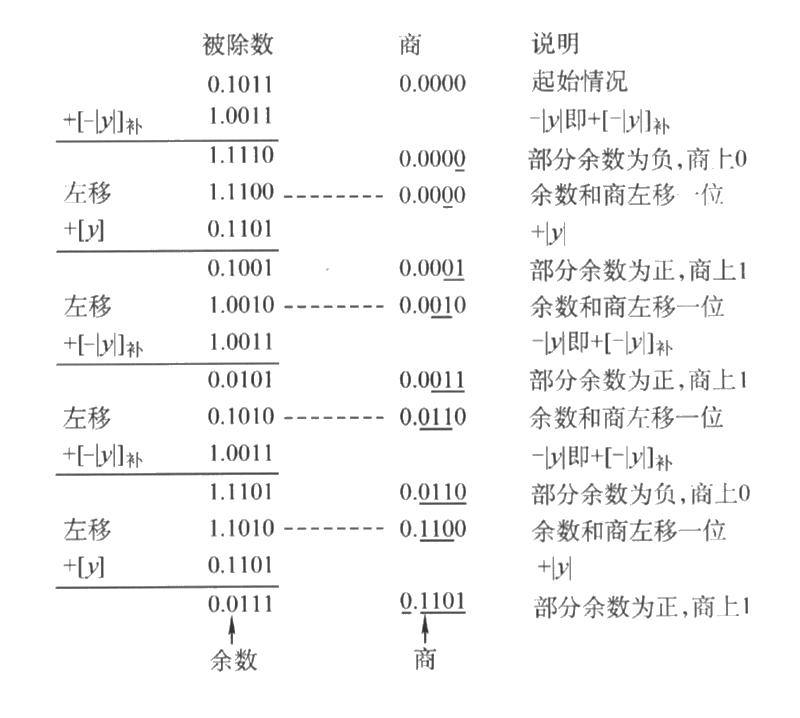 被除数 商 说明
0.1011 0.0000 起始情况
+[-|y|]补 1.0011 -|y|即+[-|y|]补
1.1110 0.0000 部分余数为负,商上0
左移 1.1100 -------- 0.0000 余数和商左移一位
+[y] 0.1101 +|y|
0.1001 0.0001 部分余数为正,商上1
左移 1.0010 -------- 0.0010 余数和商左移一位
+[-|y|]补 1.0011 -|y|即+[-|y|]补
0.0101 0.0011 部分余数为正,商上1
左移 0.1010 -------- 0.0110 余数和商左移一位
+[-|y|]补 1.0011 -|y|即+[-|y|]补
1.1101 0.0110 部分余数为负,商上0
左移 1.1010 -------- 0.1100 余数和商左移一位
+[y] 0.1101 +|y|
0.0111 0.1101 部分余数为正,商上1
余数 商